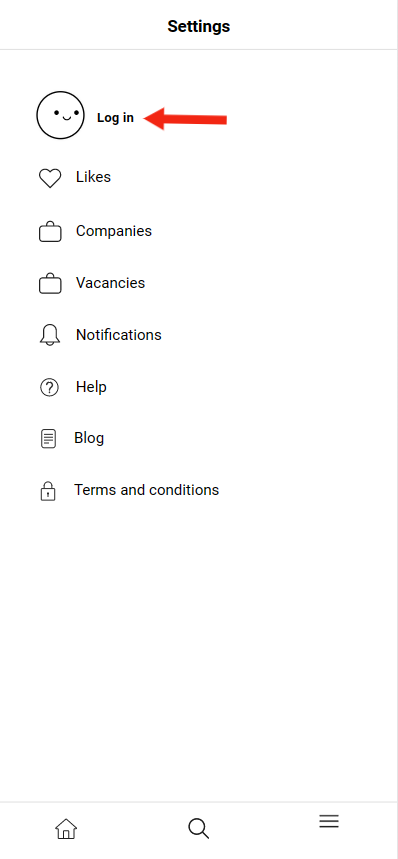 Settings
Log in
Likes
Companies
Vacancies
Notifications
Help
Blog
Terms and conditions